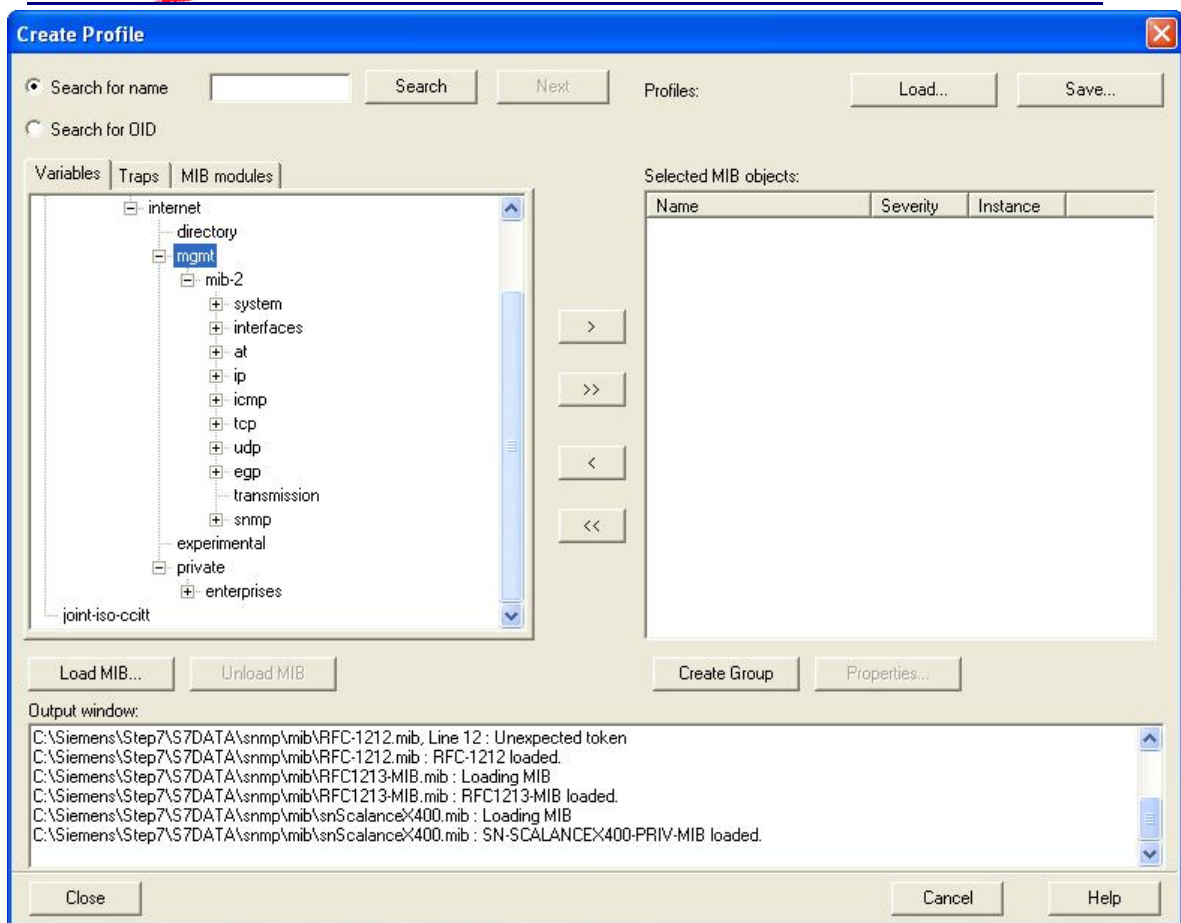 Create Profile
Search for name Search Next Profiles: Load... Save...
Search for OID
Variables Traps MIB modules Selected MIB objects:
Name Severity Instance
internet
directory
mgmt
mib-2
system
interfaces
at
ip
icmp
tcp
udp
egp
transmission
snmp
experimental
private
enterprises
joint-iso-ccitt
>
>>
<
<<
Load MIB... Unload MIB Create Group Properties...
Output window:
C:\Siemens\Step7\S7DATA\snmp\mib\RFC-1212.mib, Line 12 : Unexpected token
C:\Siemens\Step7\S7DATA\snmp\mib\RFC-1212.mib : RFC-1212 loaded.
C:\Siemens\Step7\S7DATA\snmp\mib\RFC1213-MIB.mib : Loading MIB
C:\Siemens\Step7\S7DATA\snmp\mib\RFC1213-MIB.mib : RFC1213-MIB loaded.
C:\Siemens\Step7\S7DATA\snmp\mib\snScalanceX400.mib : Loading MIB
C:\Siemens\Step7\S7DATA\snmp\mib\snScalanceX400.mib : SN-SCALANCEX400-PRIV-MIB loaded.
Close Cancel Help